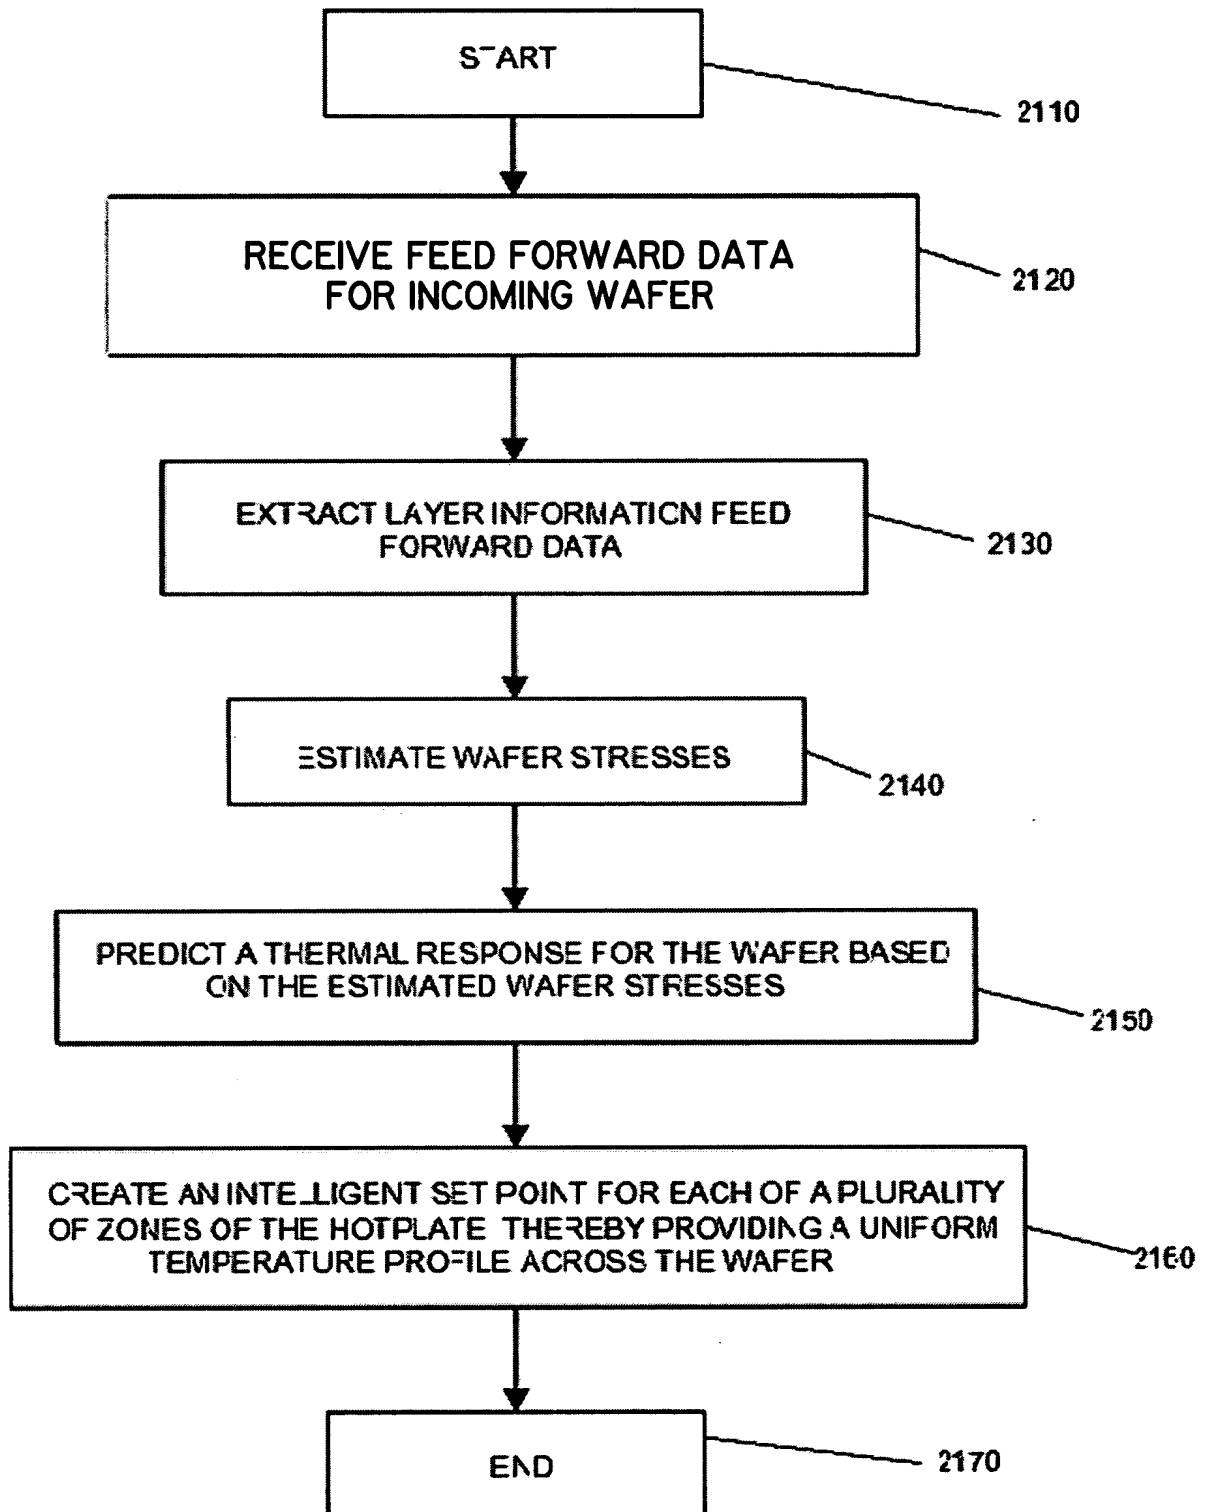 START
2110
RECEIVE FEED FORWARD DATA
FOR INCOMING WAFER
2120
EXTRACT LAYER INFORMATION FEED
FORWARD DATA
2130
ESTIMATE WAFER STRESSES
2140
PREDICT A THERMAL RESPONSE FOR THE WAFER BASED
ON THE ESTIMATED WAFER STRESSES
2150
CREATE AN INTELLIGENT SET POINT FOR EACH OF A PLURALITY
OF ZONES OF THE HOTPLATE THEREBY PROVIDING A UNIFORM
TEMPERATURE PROFILE ACROSS THE WAFER
2160
END
2170